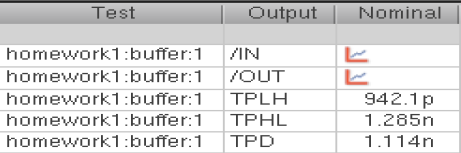 Test Output Nominal
homework1:buffer:1 /IN
homework1:buffer:1 /OUT
homework1:buffer:1 TPLH 942.1p
homework1:buffer:1 TPHL 1.285n
homework1:buffer:1 TPD 1.114n